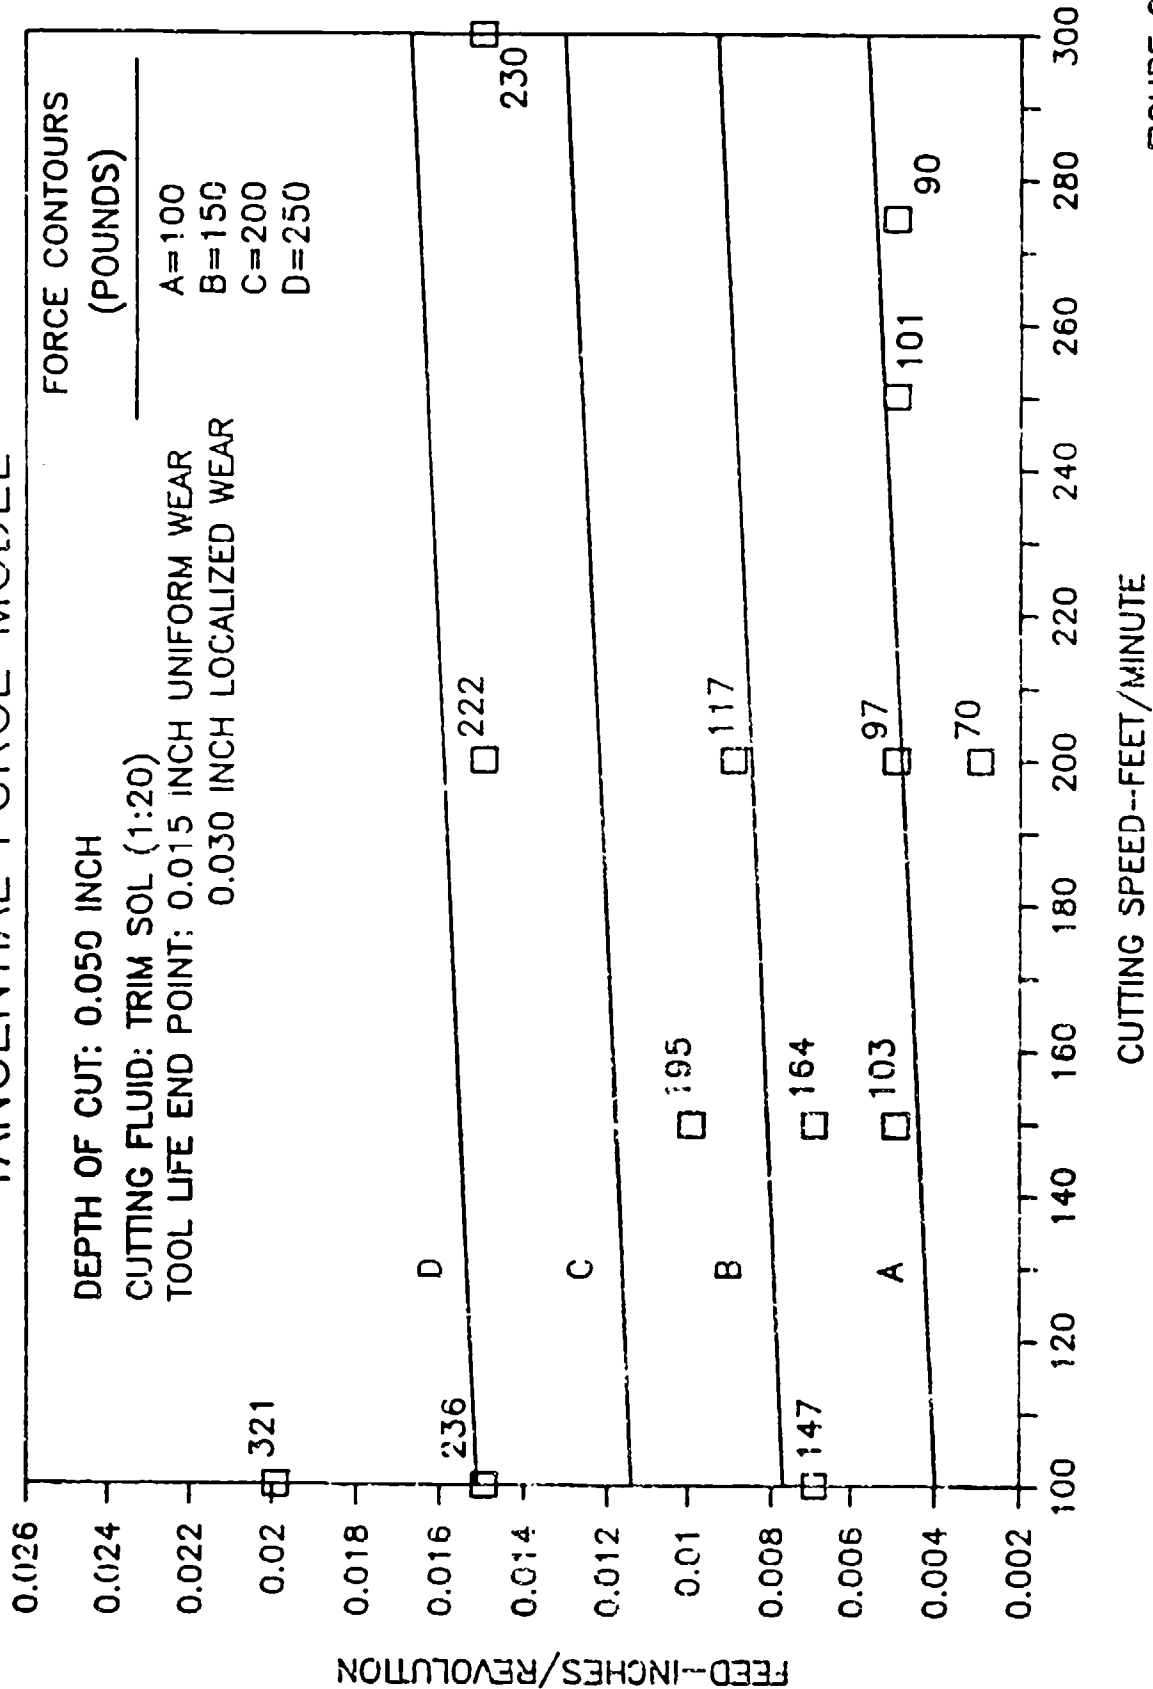 TANGENTIAL FORCE MODEL
FORCE CONTOURS
(POUNDS)
A=100
B=150
C=200
D=250
DEPTH OF CUT: 0.050 INCH
CUTTING FLUID: TRIM SOL (1:20)
TOOL LIFE END POINT: 0.015 INCH UNIFORM WEAR
0.030 INCH LOCALIZED WEAR
FEED--INCHES/REVOLUTION
0.026
0.024
0.022
0.02
0.018
0.016
0.014
0.012
0.01
0.008
0.006
0.004
0.002
321
236
147
D
C
B
A
195
164
103
222
117
97
70
101
90
230
100
120
140
160
180
200
220
240
260
280
300
CUTTING SPEED--FEET/MINUTE